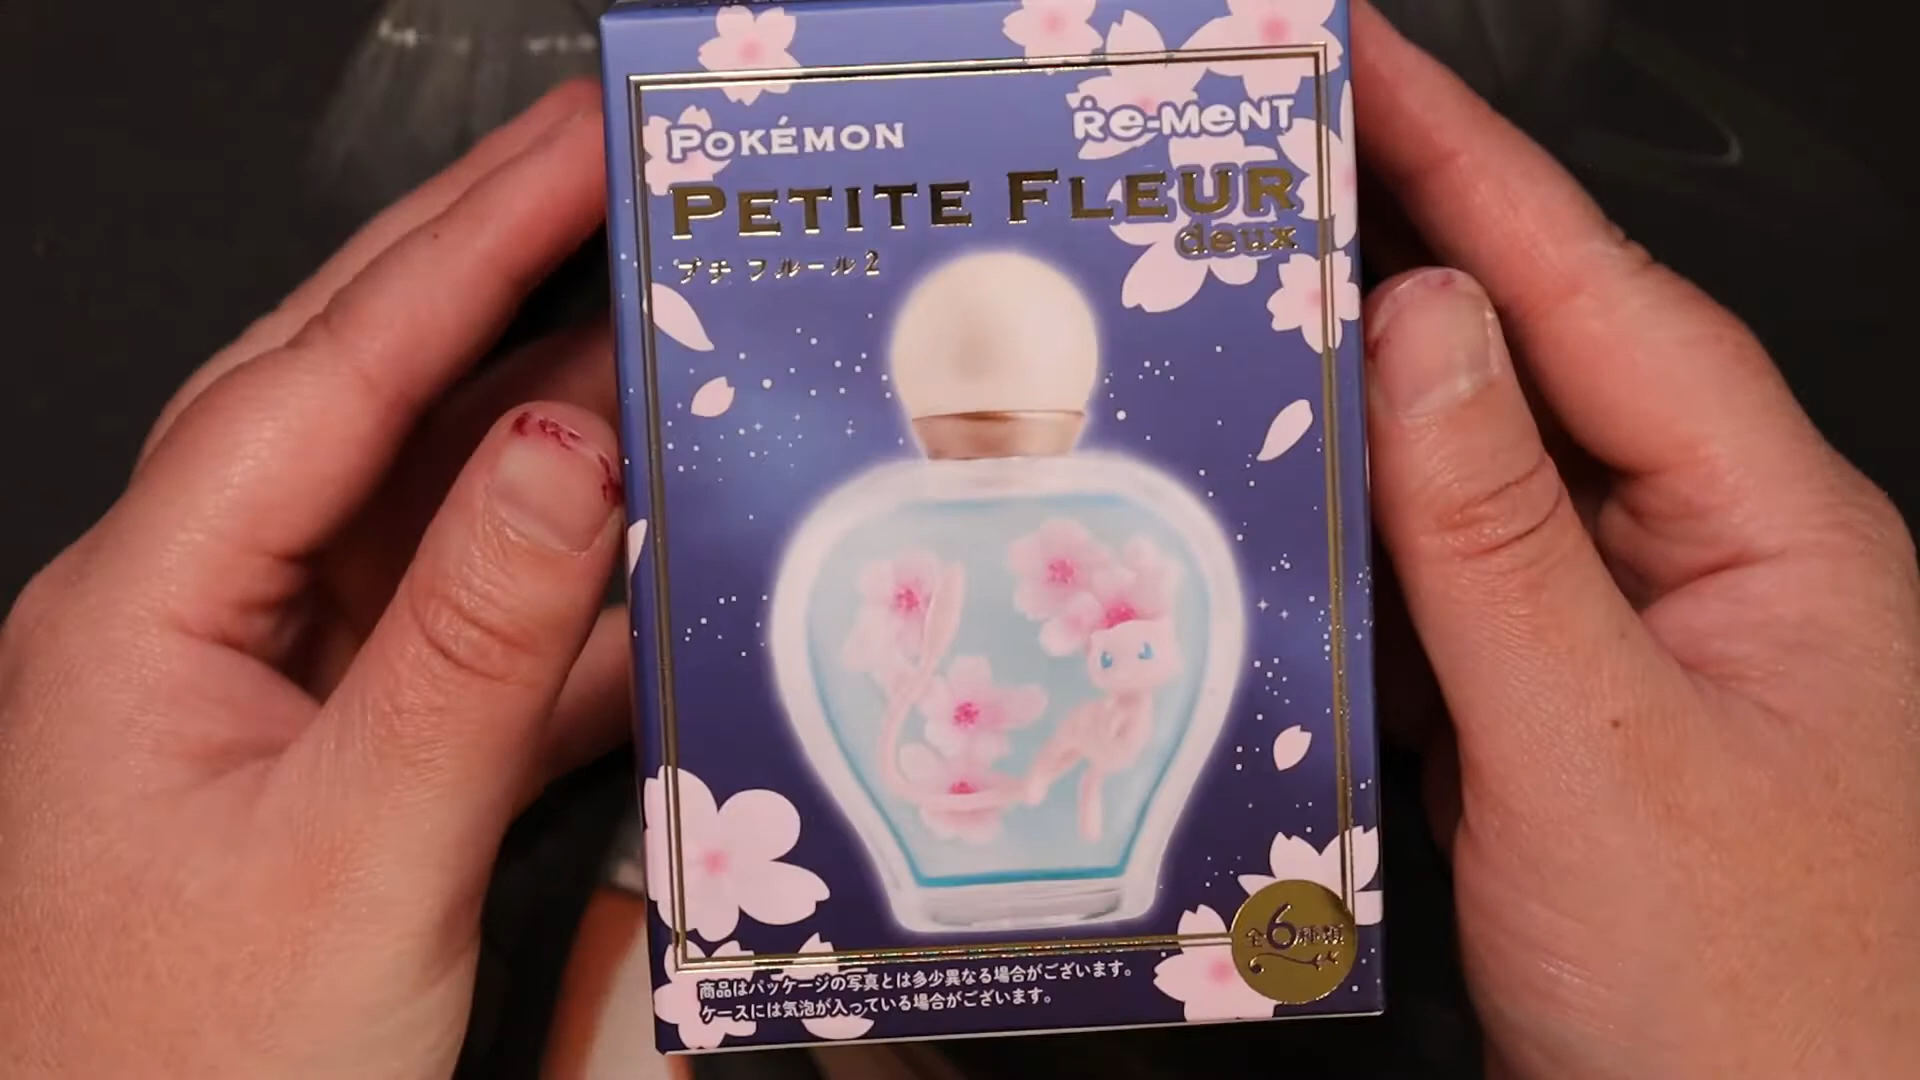 POKÉMON
Re-MeNT
PETITE FLEUR
deux
プチ フルール 2
全6種類
商品はパッケージの写真とは多少異なる場合がございます。
ケースには気泡が入っている場合がございます。